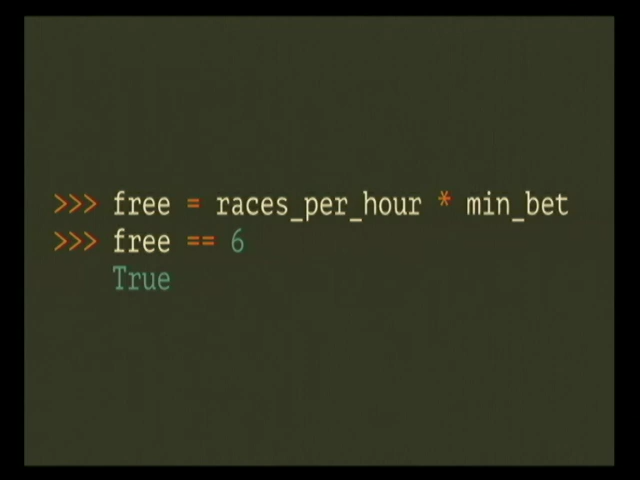 >>> free = races_per_hour * min_bet
>>> free == 6
True